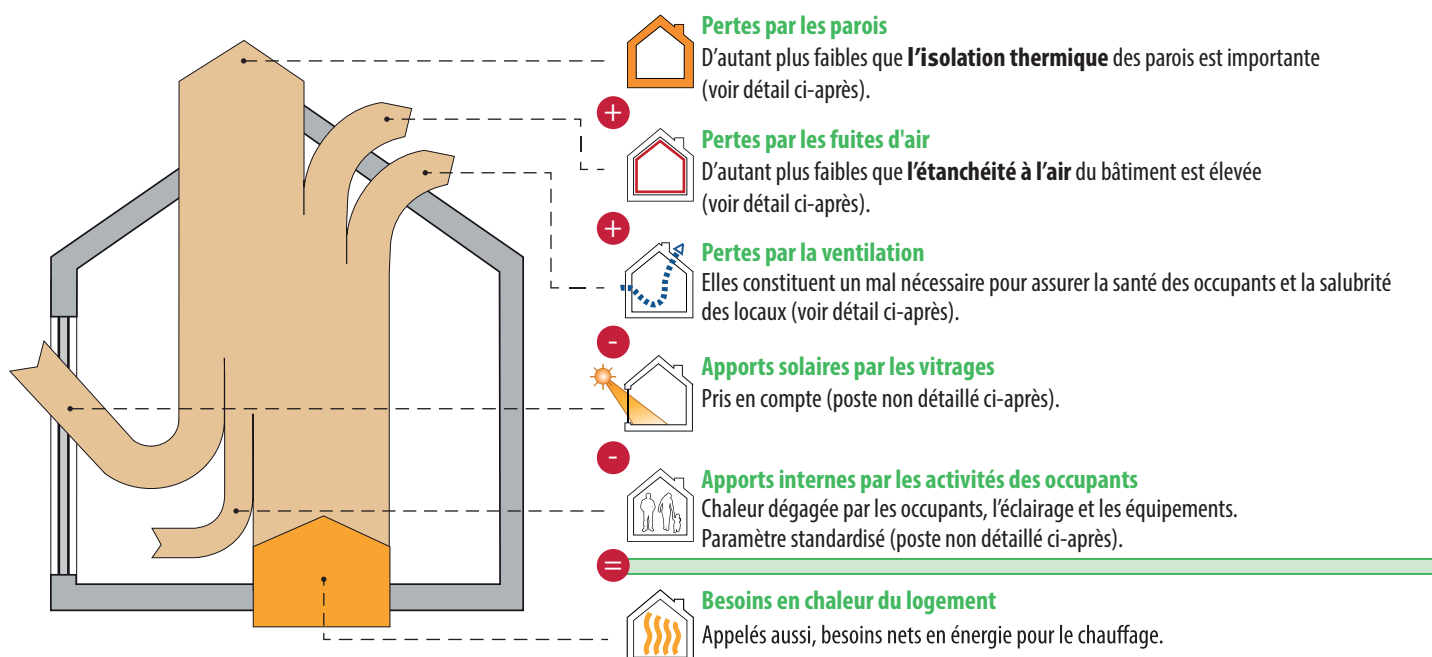 Pertes par les parois
D'autant plus faibles que l'isolation thermique des parois est importante
(voir détail ci-après).
+
Pertes par les fuites d'air
D'autant plus faibles que l'étanchéité à l'air du bâtiment est élevée
(voir détail ci-après).
+
Pertes par la ventilation
Elles constituent un mal nécessaire pour assurer la santé des occupants et la salubrité
des locaux (voir détail ci-après).
-
Apports solaires par les vitrages
Pris en compte (poste non détaillé ci-après).
-
Apports internes par les activités des occupants
Chaleur dégagée par les occupants, l'éclairage et les équipements.
Paramètre standardisé (poste non détaillé ci-après).
=
Besoins en chaleur du logement
Appelés aussi, besoins nets en énergie pour le chauffage.